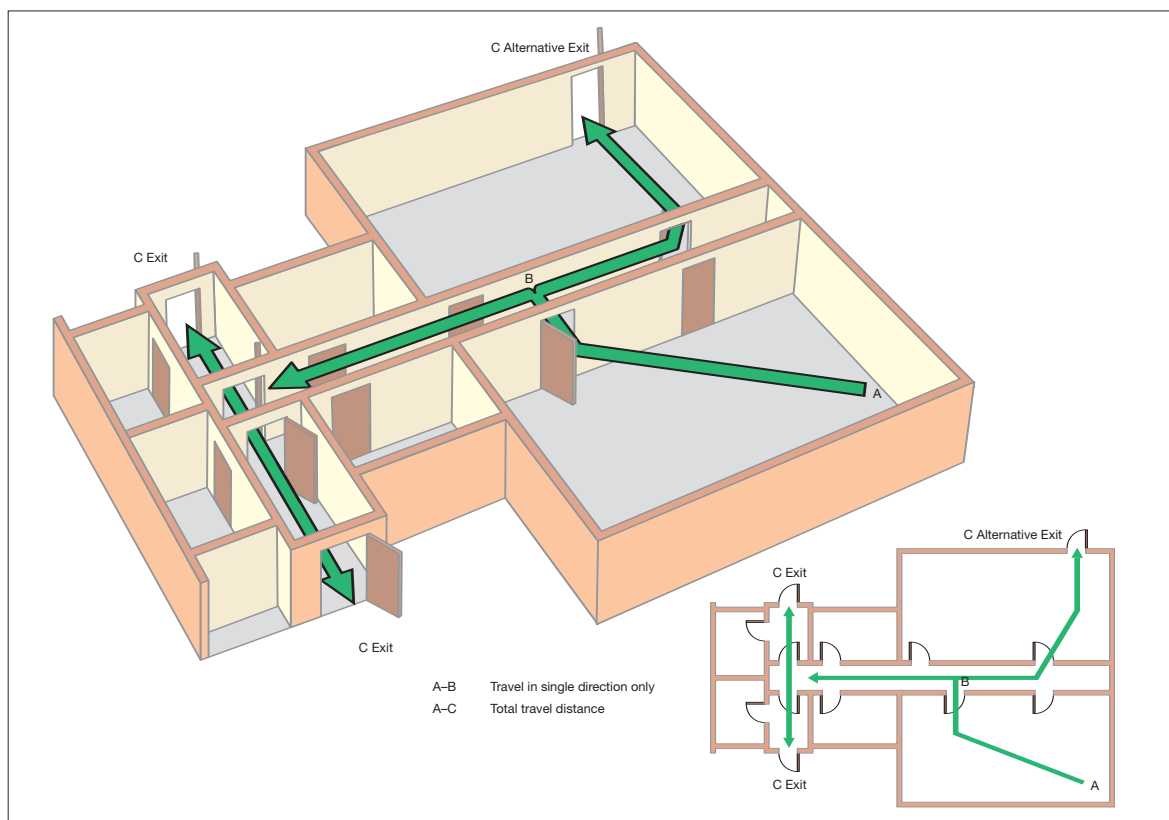 C Alternative Exit
C Exit
B
A
C Exit
A–B Travel in single direction only
A–C Total travel distance
C Alternative Exit
C Exit
B
A
C Exit